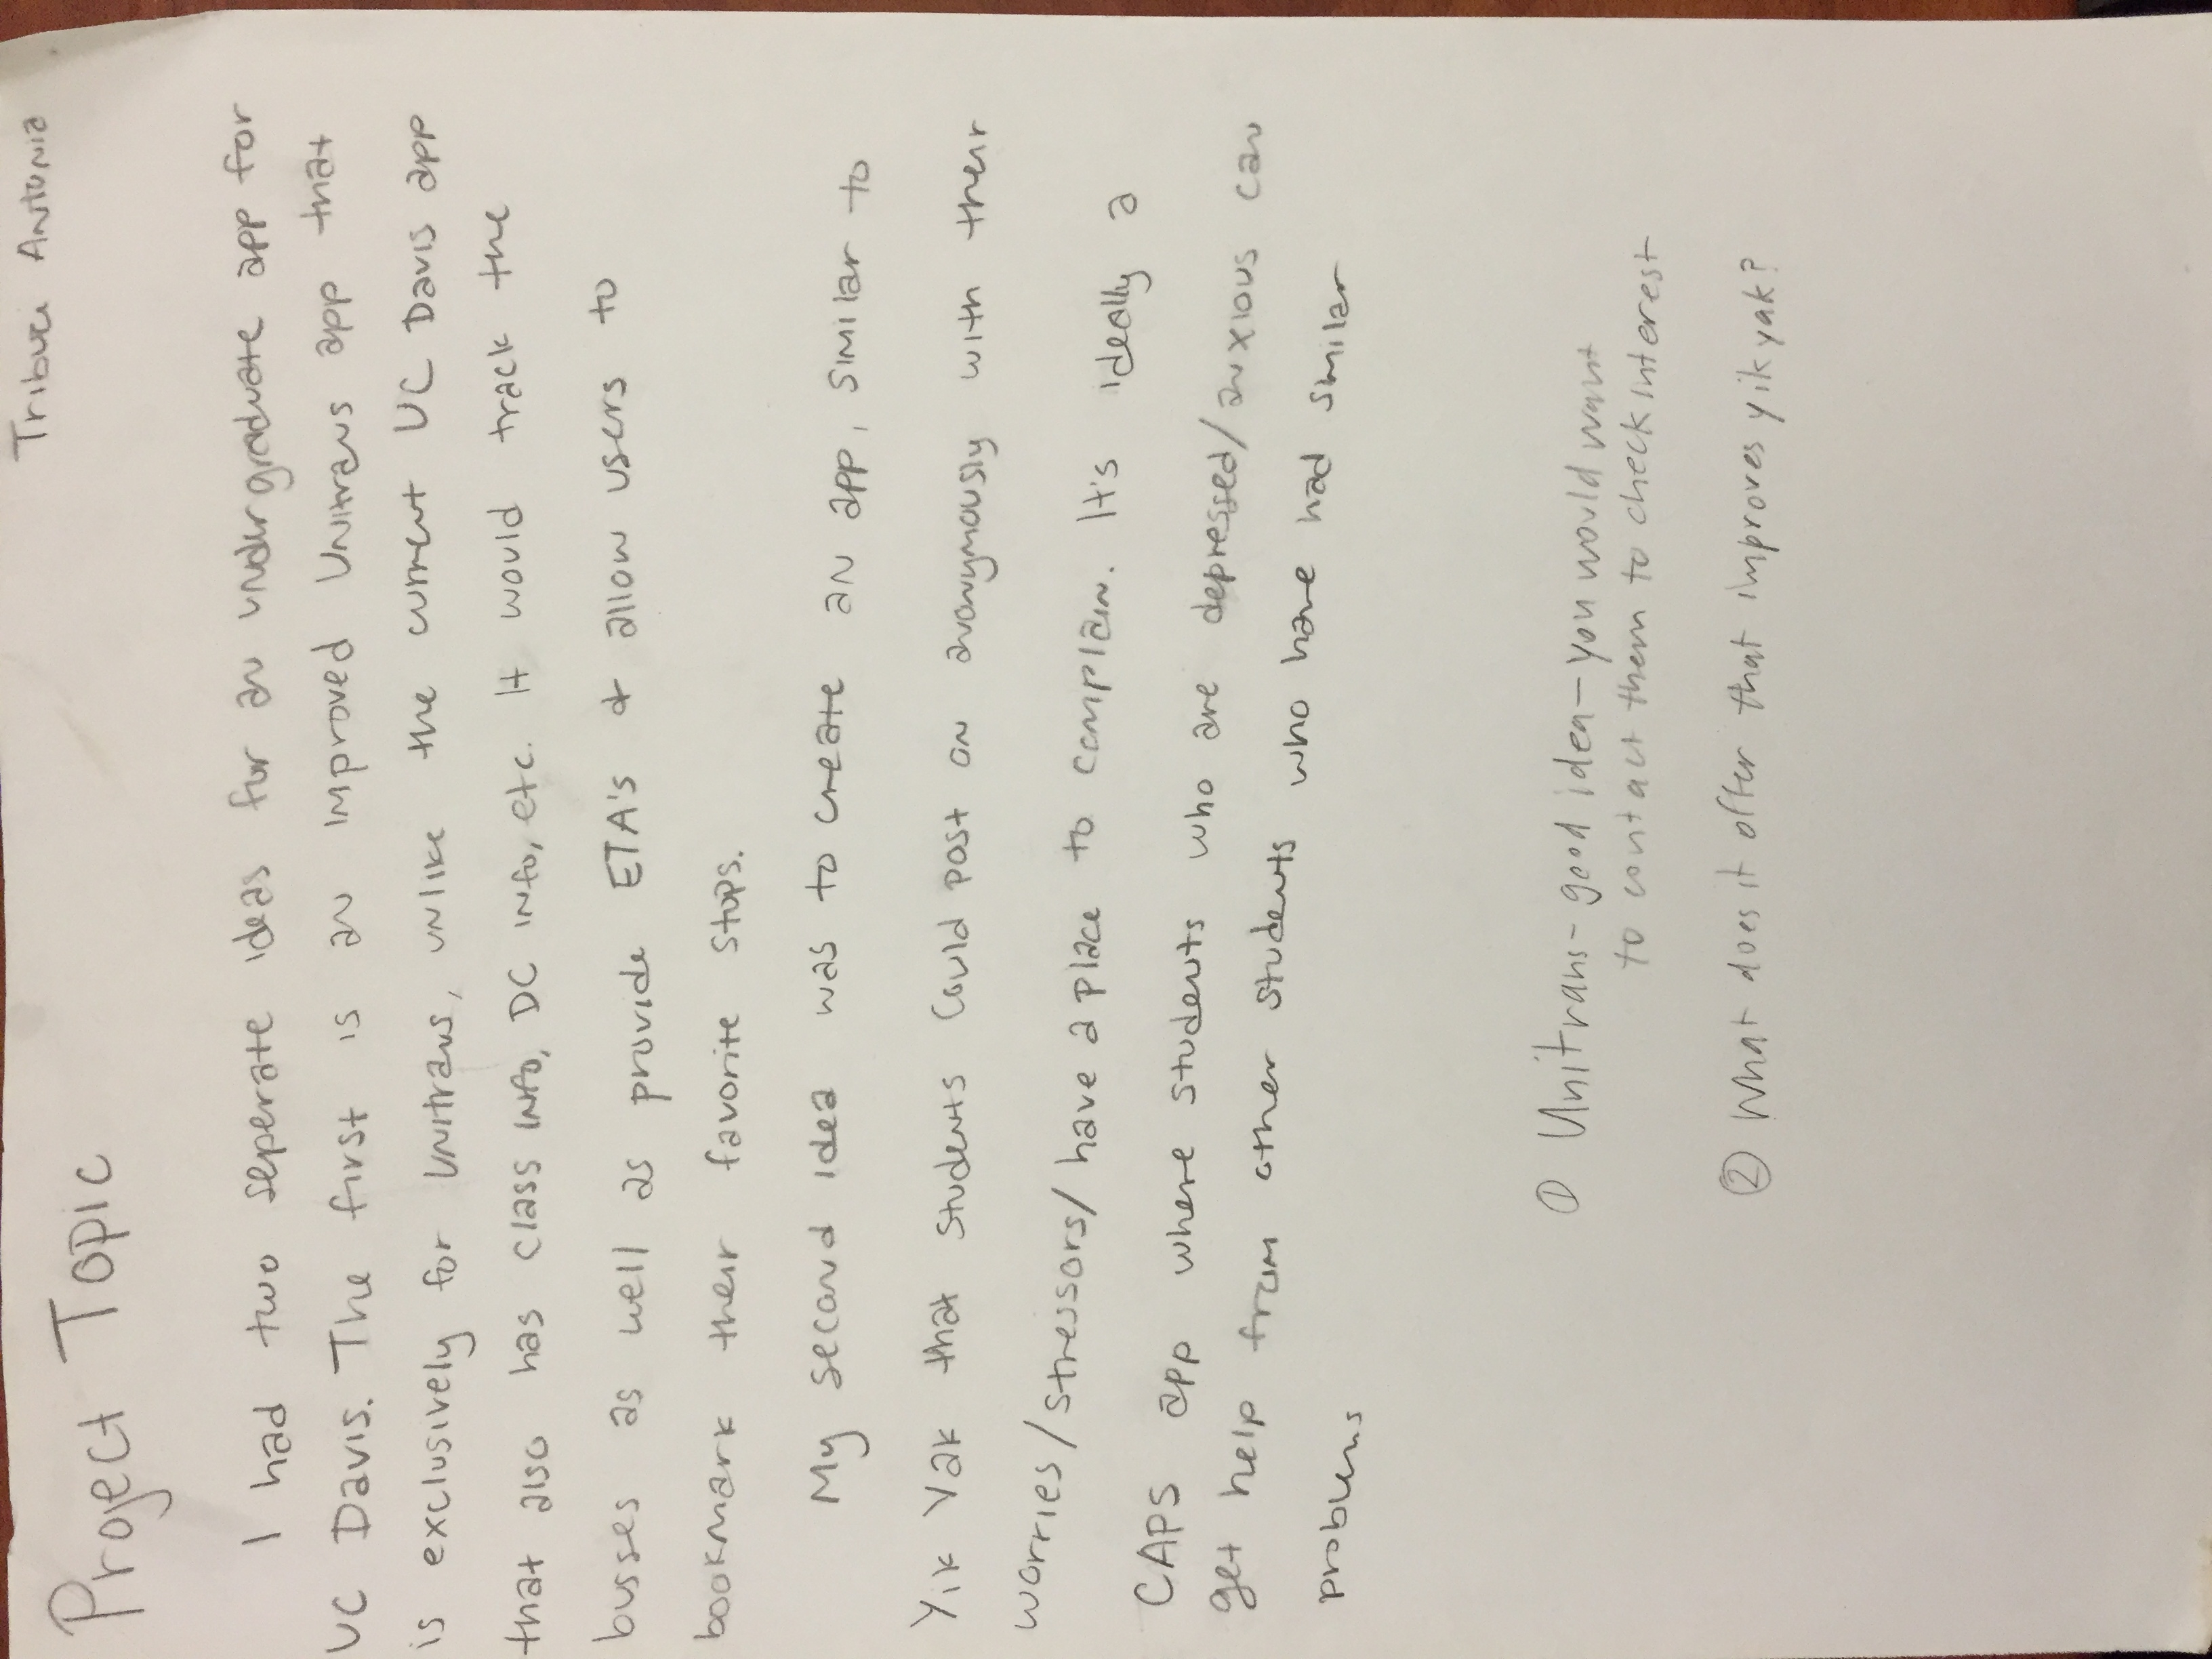 Antonia
Project Topic
I had two seperate ideas for an undergraduate app for
UC Davis. The first is an improved Unitrans app that
is exclusively for Unitrans, unlike the current UC Davis app
that also has class info, DC info, etc. It would track the
busses as well as provide ETA's & allow users to
bookmark their favorite stops.
My second idea was to create an app, similar to
Yik Yak that students could post on anonymously with their
worries/stressors/ have a place to complain. It's ideally a
CAPS app where students who are depressed/anxious can
get help from other students who have had similar
problems
① Unitrans - good idea - you would want
to contact them to check interest
② What does it offer that improves yik yak?